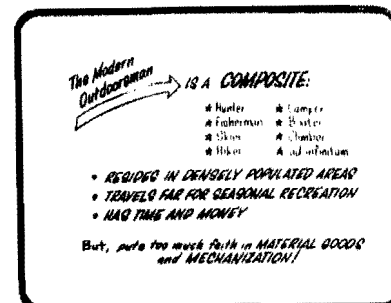 The Modern
Outdoorsman
IS A COMPOSITE:
★ Hunter ★ Camper
★ Fisherman ★ Boater
★ Skier ★ Climber
★ Hiker ★ ad infinitum
• RESIDES IN DENSELY POPULATED AREAS
• TRAVELS FAR FOR SEASONAL RECREATION
• HAS TIME AND MONEY
But, puts too much faith in MATERIAL GOODS
and MECHANIZATION!